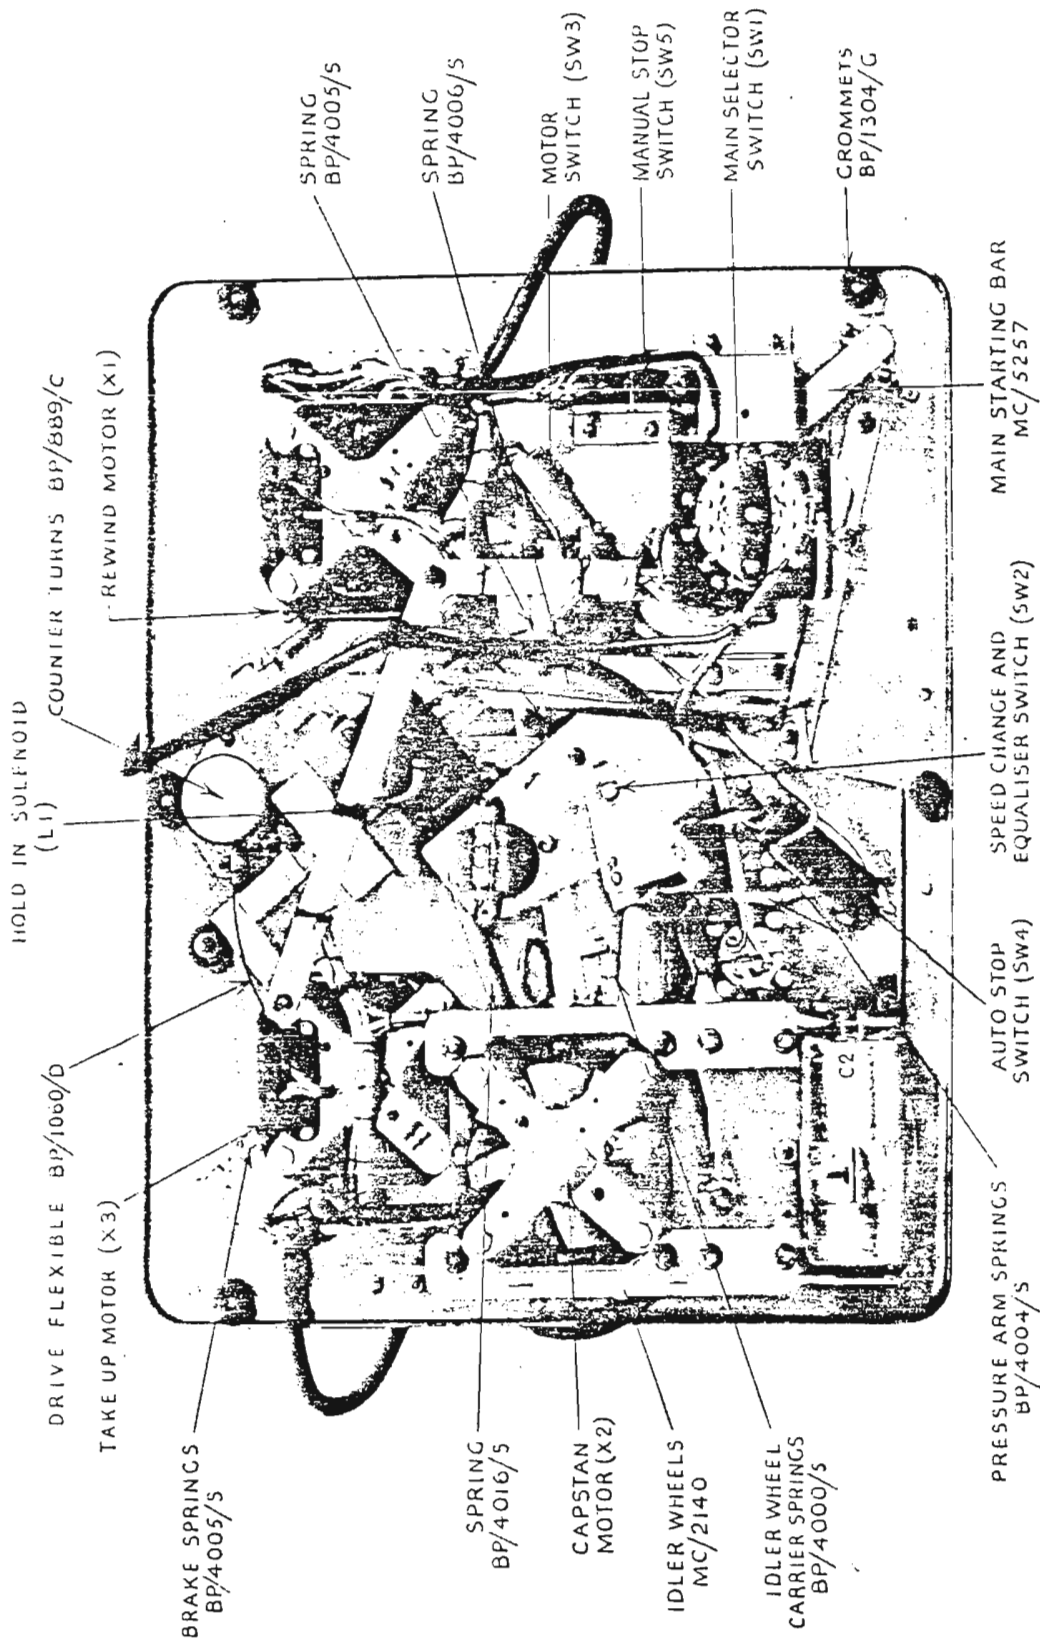 HOLD IN SOLENOID
(L1)
COUNTER TURNS BP/889/C
REWIND MOTOR (X1)
DRIVE FLEXIBLE BP/1060/D
TAKE UP MOTOR (X3)
BRAKE SPRINGS
BP/4005/S
SPRING
BP/4016/S
CAPSTAN
MOTOR (X2)
IDLER WHEELS
MC/2140
IDLER WHEEL
CARRIER SPRINGS
BP/4000/S
SPRING
BP/4005/S
SPRING
BP/4006/S
MOTOR
SWITCH (SW3)
MANUAL STOP
SWITCH (SW5)
MAIN SELECTOR
SWITCH (SW1)
GROMMETS
BP/1304/G
C2
PRESSURE ARM SPRINGS
BP/4004/S
AUTO STOP
SWITCH (SW4)
SPEED CHANGE AND
EQUALISER SWITCH (SW2)
MAIN STARTING BAR
MC/5257